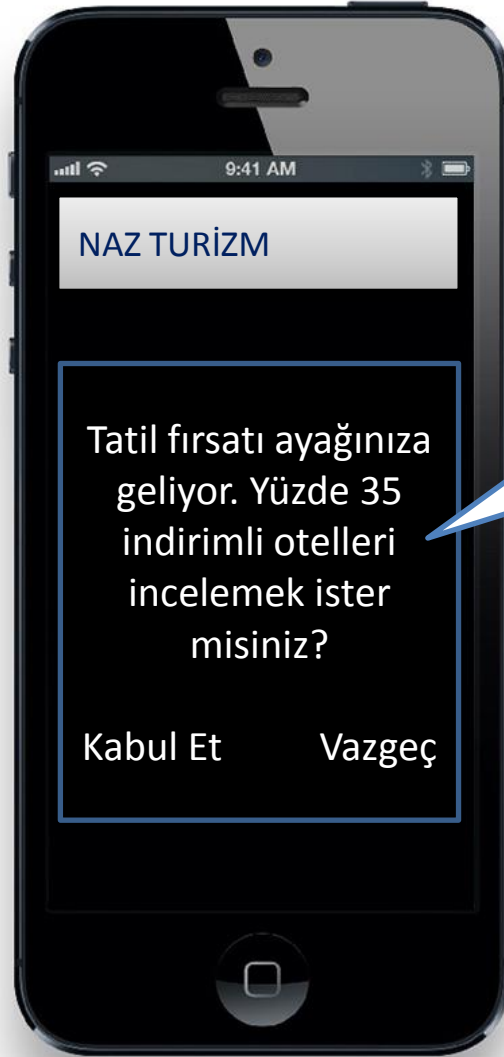 9:41 AM
NAZ TURİZM
Tatil fırsatı ayağınıza
geliyor. Yüzde 35
indirimli otelleri
incelemek ister
misiniz?
Kabul Et Vazgeç